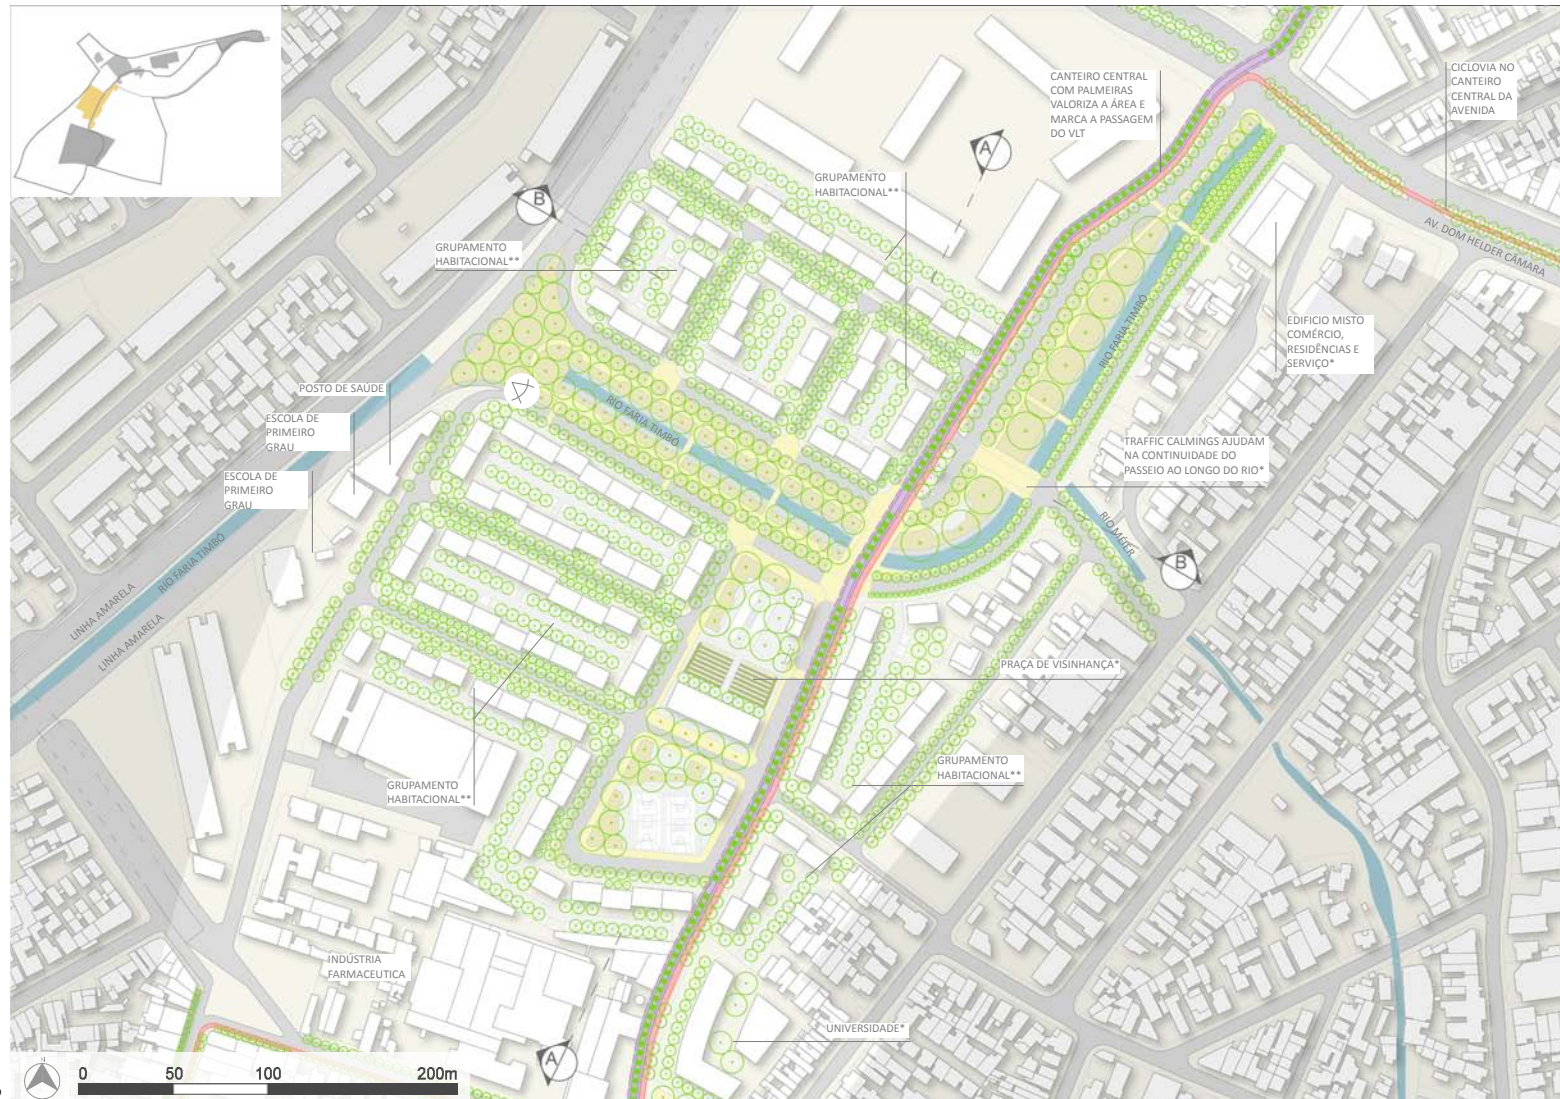 CANTEIRO CENTRAL
COM PALMEIRAS
VALORIZA A ÁREA E
MARCA A PASSAGEM
DO VLT
CICLOVIA NO
CANTEIRO
CENTRAL DA
AVENIDA
A
GRUPAMENTO
HABITACIONAL**
B
GRUPAMENTO
HABITACIONAL**
AV. DOM HELDER CÂMARA
RIO FARIA TIMBÓ
EDIFICIO MISTO
COMÉRCIO,
RESIDÊNCIAS E
SERVIÇO*
POSTO DE SAÚDE
RIO FARIA TIMBÓ
ESCOLA DE
PRIMEIRO
GRAU
TRAFFIC CALMINGS AJUDAM
NA CONTINUIDADE DO
PASSEIO AO LONGO DO RIO*
ESCOLA DE
PRIMEIRO
GRAU
RIO MÉIER
B
RIO FARIA TIMBÓ
LINHA AMARELA
LINHA AMARELA
PRAÇA DE VISINHANÇA*
GRUPAMENTO
HABITACIONAL**
GRUPAMENTO
HABITACIONAL**
INDÚSTRIA
FARMACEUTICA
UNIVERSIDADE*
A
N
0 50 100 200m